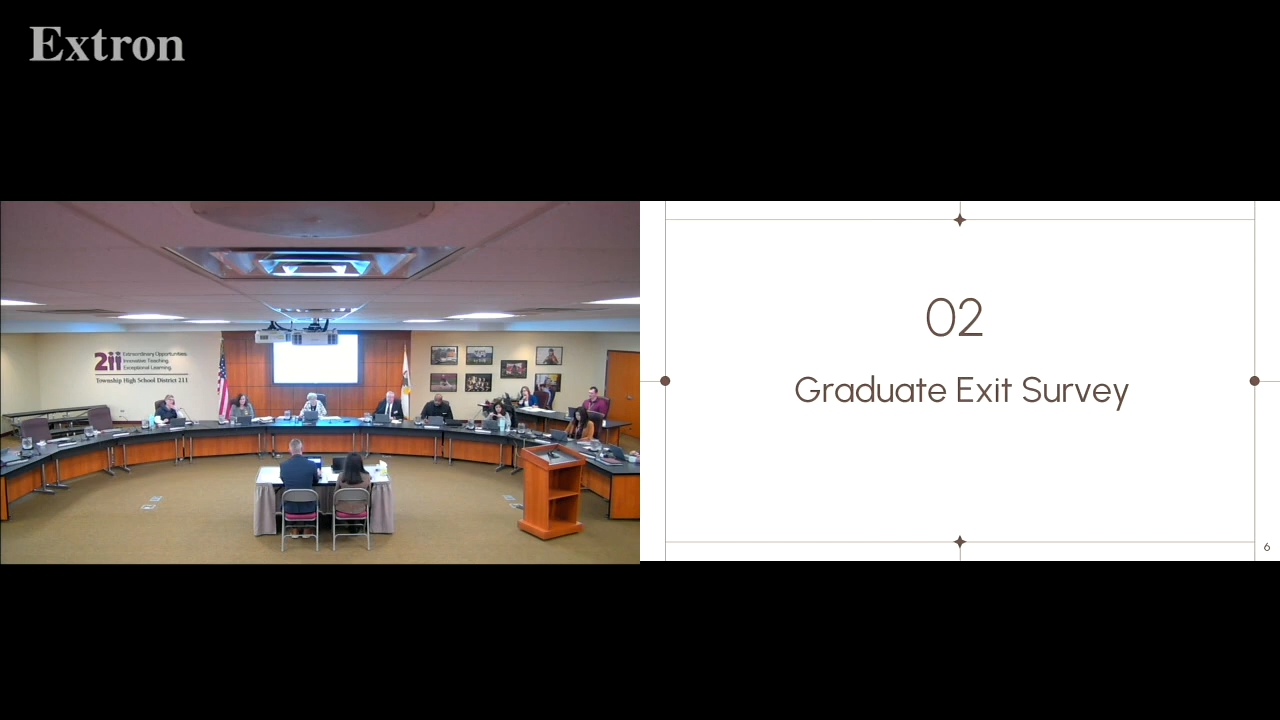 Extron
211
Extraordinary Opportunities.
Innovative Teaching.
Exceptional Learning.
Township High School District 211
02
Graduate Exit Survey
6